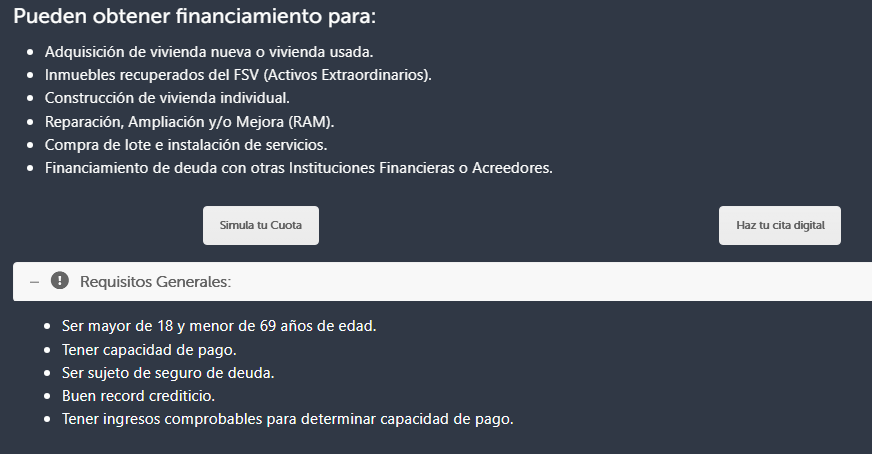 Pueden obtener financiamiento para:
Adquisición de vivienda nueva o vivienda usada.
Inmuebles recuperados del FSV (Activos Extraordinarios).
Construcción de vivienda individual.
Reparación, Ampliación y/o Mejora (RAM).
Compra de lote e instalación de servicios.
Financiamiento de deuda con otras Instituciones Financieras o Acreedores.
Simula tu Cuota
Haz tu cita digital
Requisitos Generales:
Ser mayor de 18 y menor de 69 años de edad.
Tener capacidad de pago.
Ser sujeto de seguro de deuda.
Buen record crediticio.
Tener ingresos comprobables para determinar capacidad de pago.